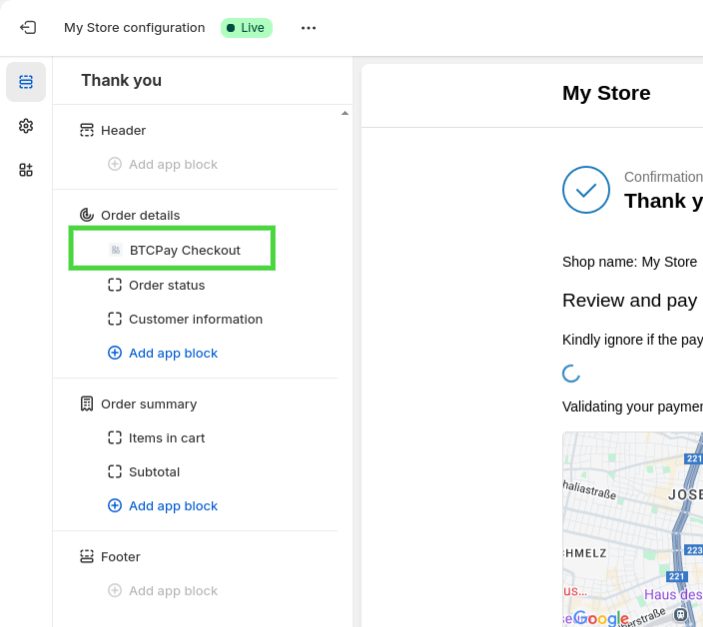 My Store configuration
Live
Thank you
Header
Add app block
Order details
BTCPay Checkout
Order status
Customer information
Add app block
Order summary
Items in cart
Subtotal
Add app block
Footer
Add app block
My Store
Confirmation
Thank y
Shop name: My Store
Review and pay
Kindly ignore if the pay
Validating your paymen
221
haliastraße
JOSE
CHMELZ
223
221
us...
Haus des
Google
erstraße